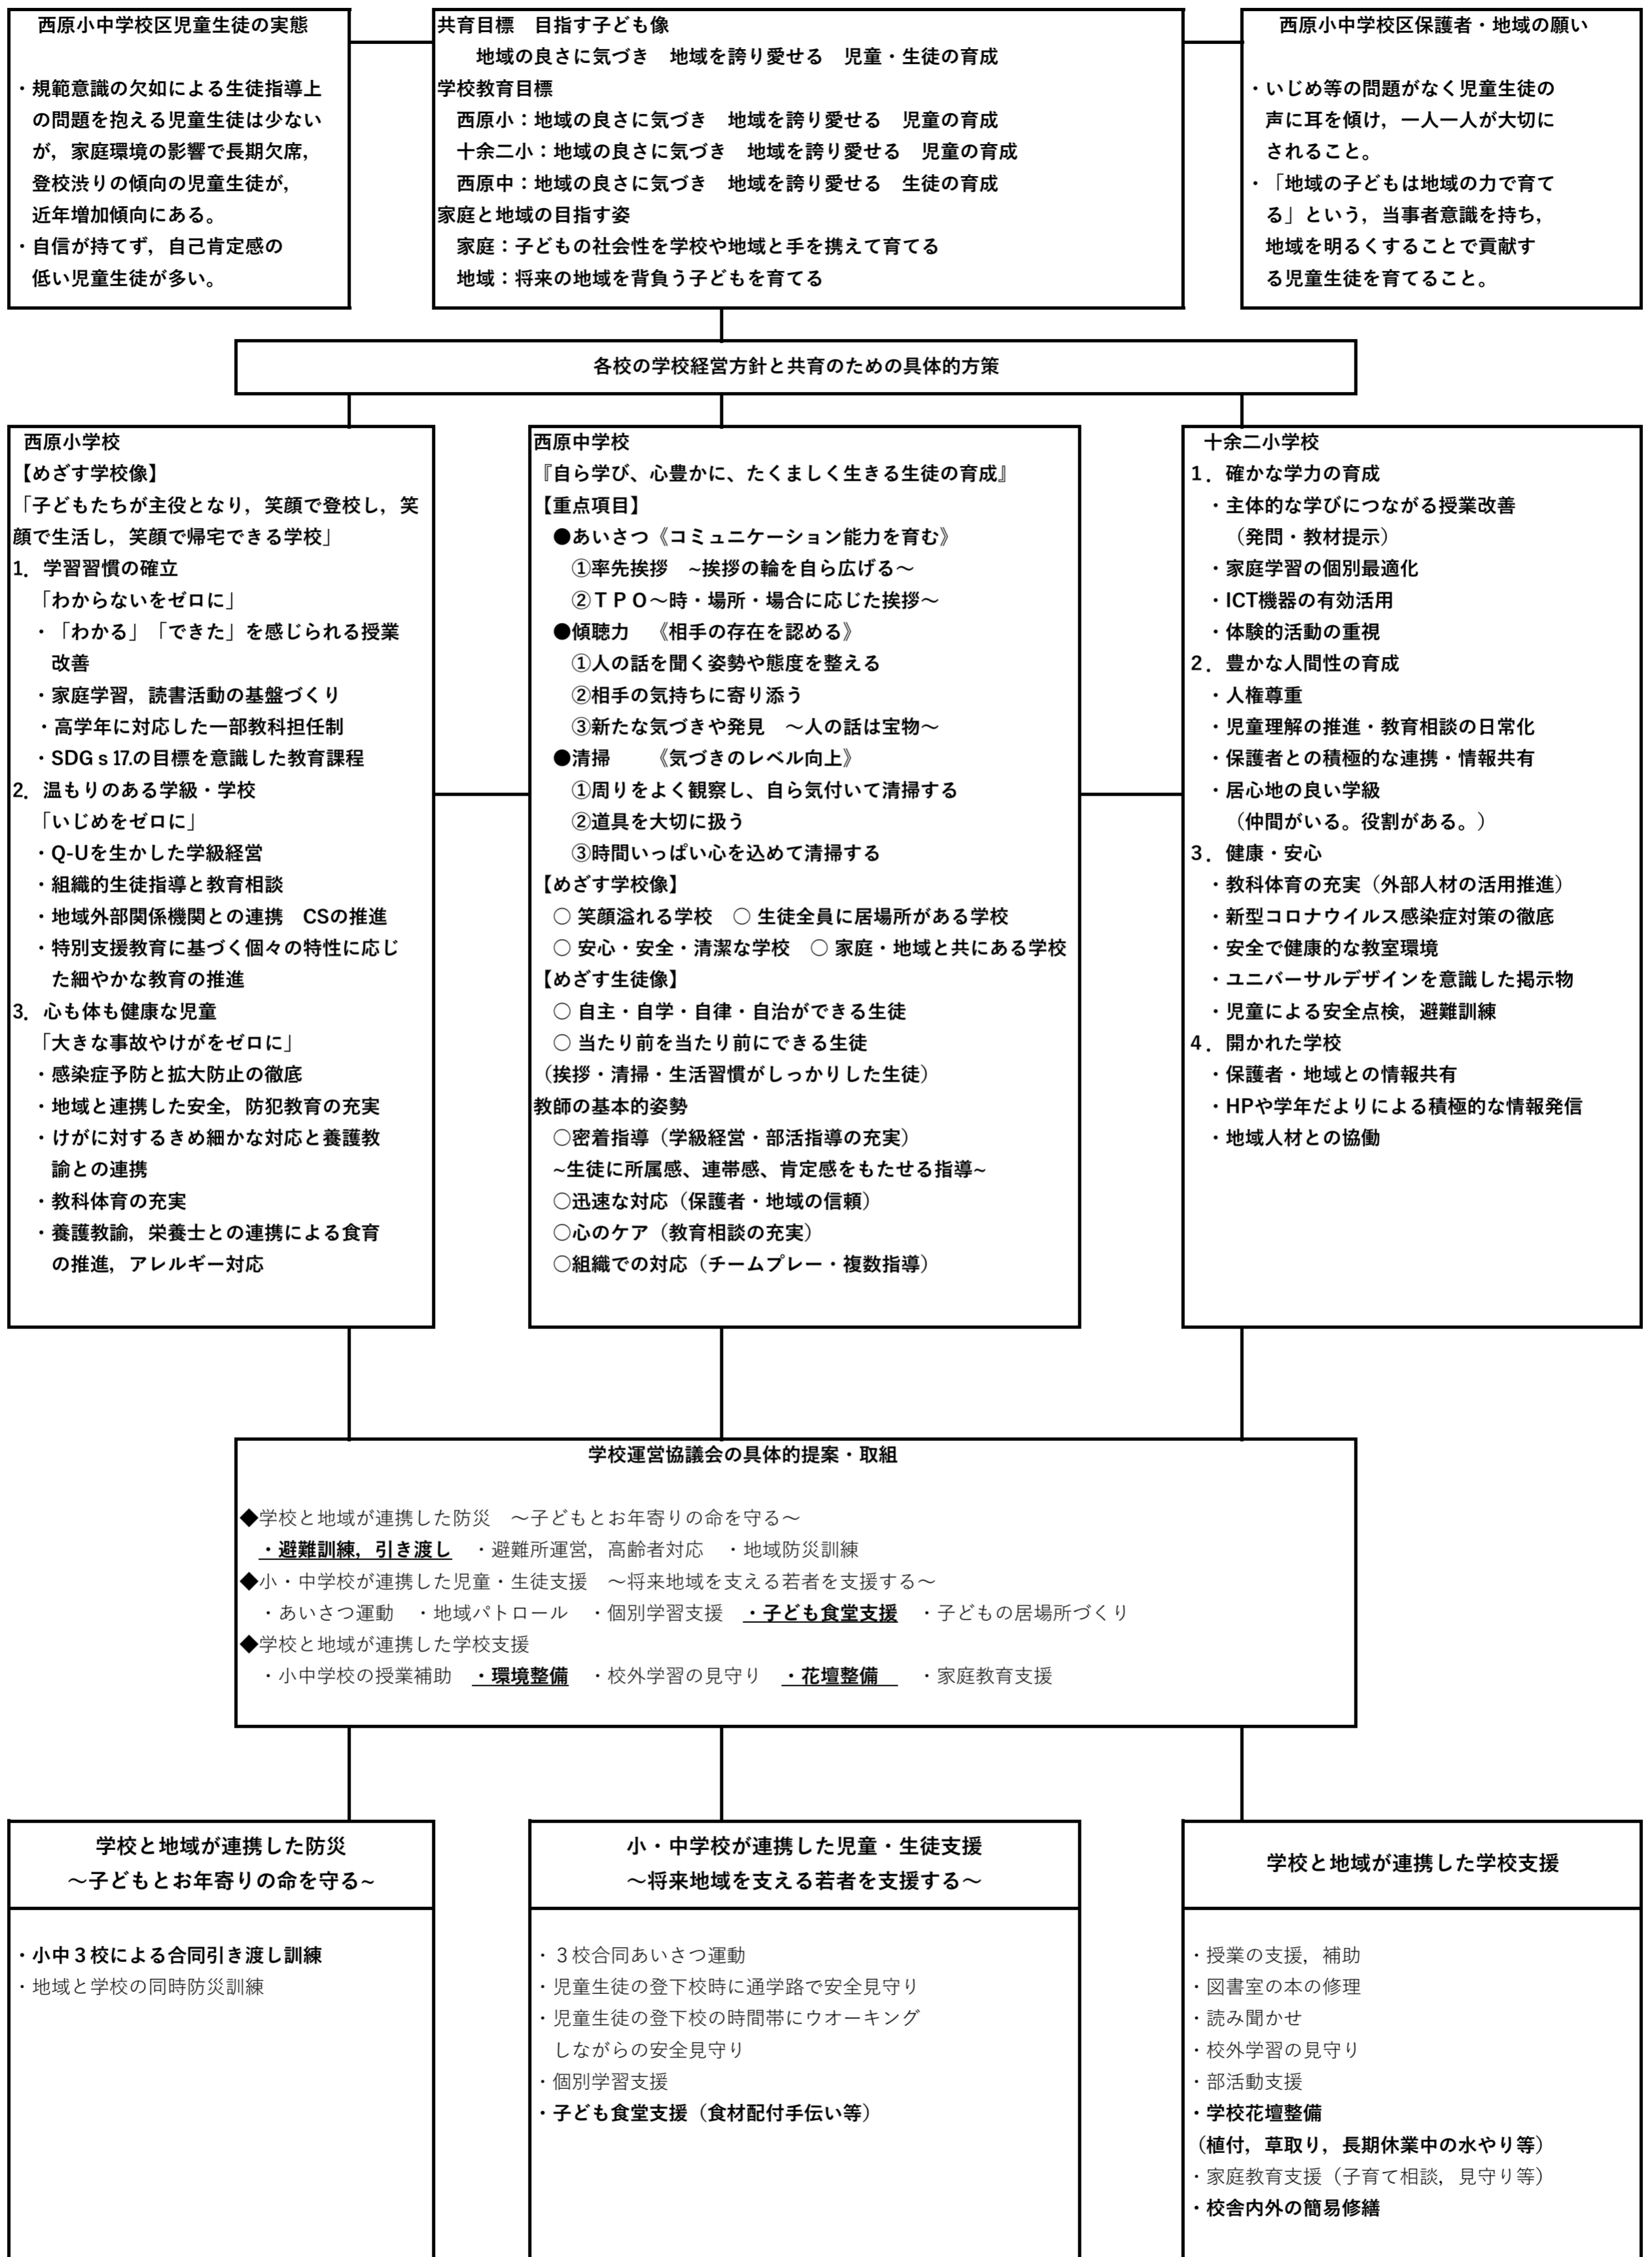 西原小中学校区児童生徒の実態
・規範意識の欠如による生徒指導上
の問題を抱える児童生徒は少ない
が，家庭環境の影響で長期欠席，
登校渋りの傾向の児童生徒が，
近年増加傾向にある。
・自信が持てず，自己肯定感の
低い児童生徒が多い。
共育目標　目指す子ども像
地域の良さに気づき　地域を誇り愛せる　児童・生徒の育成
学校教育目標
西原小：地域の良さに気づき　地域を誇り愛せる　児童の育成
十余二小：地域の良さに気づき　地域を誇り愛せる　児童の育成
西原中：地域の良さに気づき　地域を誇り愛せる　生徒の育成
家庭と地域の目指す姿
家庭：子どもの社会性を学校や地域と手を携えて育てる
地域：将来の地域を背負う子どもを育てる
西原小中学校区保護者・地域の願い
・いじめ等の問題がなく児童生徒の
声に耳を傾け，一人一人が大切に
されること。
・「地域の子どもは地域の力で育て
る」という，当事者意識を持ち，
地域を明るくすることで貢献す
る児童生徒を育てること。
各校の学校経営方針と共育のための具体的方策
西原小学校
【めざす学校像】
「子どもたちが主役となり，笑顔で登校し，笑
顔で生活し，笑顔で帰宅できる学校」
1．学習習慣の確立
「わからないをゼロに」
・「わかる」「できた」を感じられる授業
改善
・家庭学習，読書活動の基盤づくり
・高学年に対応した一部教科担任制
・SDGｓ17.の目標を意識した教育課程
2．温もりのある学級・学校
「いじめをゼロに」
・Q-Uを生かした学級経営
・組織的生徒指導と教育相談
・地域外部関係機関との連携　CSの推進
・特別支援教育に基づく個々の特性に応じ
た細やかな教育の推進
3．心も体も健康な児童
「大きな事故やけがをゼロに」
・感染症予防と拡大防止の徹底
・地域と連携した安全，防犯教育の充実
・けがに対するきめ細かな対応と養護教
諭との連携
・教科体育の充実
・養護教諭，栄養士との連携による食育
の推進，アレルギー対応
西原中学校
『自ら学び、心豊かに、たくましく生きる生徒の育成』
【重点項目】
●あいさつ《コミュニケーション能力を育む》
①率先挨拶　~挨拶の輪を自ら広げる～
②ＴＰＯ～時・場所・場合に応じた挨拶～
●傾聴力　《相手の存在を認める》
①人の話を聞く姿勢や態度を整える
②相手の気持ちに寄り添う
③新たな気づきや発見　～人の話は宝物～
●清掃　　《気づきのレベル向上》
①周りをよく観察し、自ら気付いて清掃する
②道具を大切に扱う
③時間いっぱい心を込めて清掃する
【めざす学校像】
○ 笑顔溢れる学校　○ 生徒全員に居場所がある学校
○ 安心・安全・清潔な学校　○ 家庭・地域と共にある学校
【めざす生徒像】
○ 自主・自学・自律・自治ができる生徒
○ 当たり前を当たり前にできる生徒
（挨拶・清掃・生活習慣がしっかりした生徒）
教師の基本的姿勢
○密着指導（学級経営・部活指導の充実）
~生徒に所属感、連帯感、肯定感をもたせる指導~
○迅速な対応（保護者・地域の信頼）
○心のケア（教育相談の充実）
○組織での対応（チームプレー・複数指導）
十余二小学校
1．確かな学力の育成
・主体的な学びにつながる授業改善
（発問・教材提示）
・家庭学習の個別最適化
・ICT機器の有効活用
・体験的活動の重視
2．豊かな人間性の育成
・人権尊重
・児童理解の推進・教育相談の日常化
・保護者との積極的な連携・情報共有
・居心地の良い学級
（仲間がいる。役割がある。）
3．健康・安心
・教科体育の充実（外部人材の活用推進）
・新型コロナウイルス感染症対策の徹底
・安全で健康的な教室環境
・ユニバーサルデザインを意識した掲示物
・児童による安全点検，避難訓練
4．開かれた学校
・保護者・地域との情報共有
・HPや学年だよりによる積極的な情報発信
・地域人材との協働
学校運営協議会の具体的提案・取組
◆学校と地域が連携した防災　～子どもとお年寄りの命を守る～
・避難訓練，引き渡し　・避難所運営，高齢者対応　・地域防災訓練
◆小・中学校が連携した児童・生徒支援　～将来地域を支える若者を支援する～
・あいさつ運動　・地域パトロール　・個別学習支援　・子ども食堂支援　・子どもの居場所づくり
◆学校と地域が連携した学校支援
・小中学校の授業補助　・環境整備　・校外学習の見守り　・花壇整備　・家庭教育支援
学校と地域が連携した防災
～子どもとお年寄りの命を守る~
・小中３校による合同引き渡し訓練
・地域と学校の同時防災訓練
小・中学校が連携した児童・生徒支援
～将来地域を支える若者を支援する～
・３校合同あいさつ運動
・児童生徒の登下校時に通学路で安全見守り
・児童生徒の登下校の時間帯にウオーキング
しながらの安全見守り
・個別学習支援
・子ども食堂支援（食材配付手伝い等）
学校と地域が連携した学校支援
・授業の支援，補助
・図書室の本の修理
・読み聞かせ
・校外学習の見守り
・部活動支援
・学校花壇整備
（植付，草取り，長期休業中の水やり等）
・家庭教育支援（子育て相談，見守り等）
・校舎内外の簡易修繕